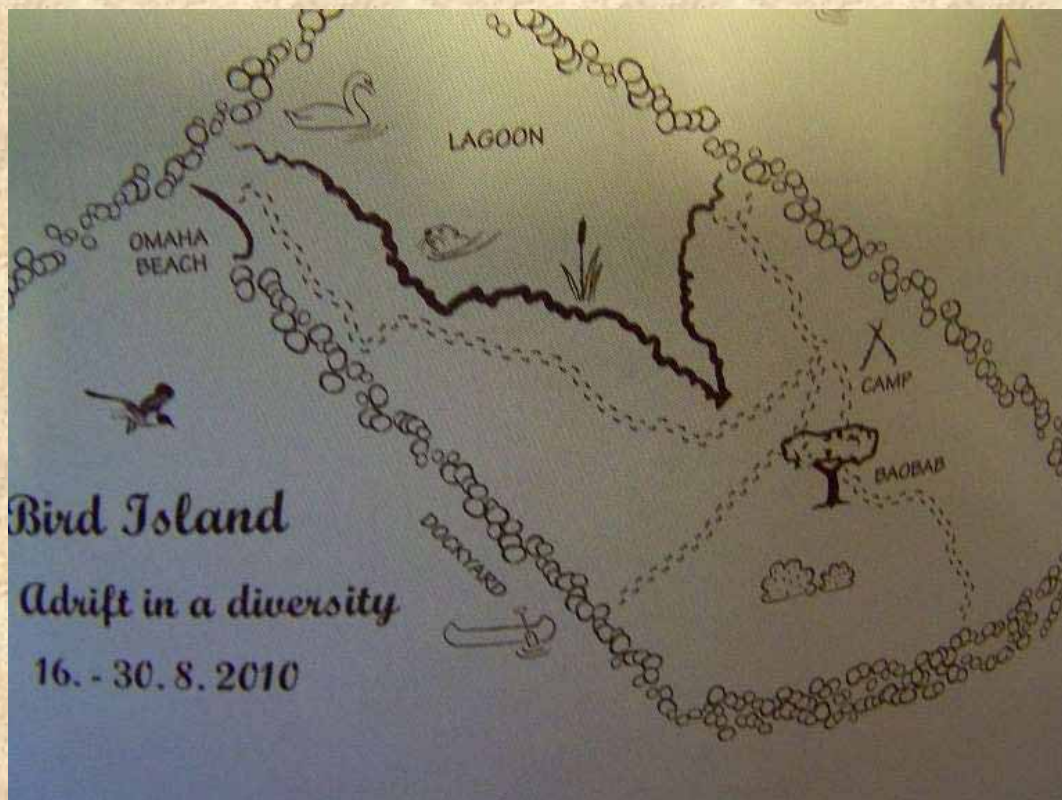 LAGOON
OMAHA
BEACH
CAMP
BAOBAB
DOCKYARD
Bird Island
Adrift in a diversity
16. - 30. 8. 2010